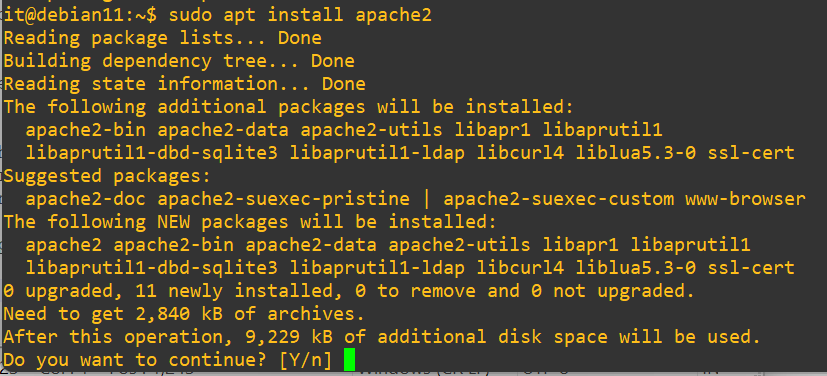 it@debian11:~$ sudo apt install apache2
Reading package lists... Done
Building dependency tree... Done
Reading state information... Done
The following additional packages will be installed:
  apache2-bin apache2-data apache2-utils libapr1 libaprutil1
  libaprutil1-dbd-sqlite3 libaprutil1-ldap libcurl4 liblua5.3-0 ssl-cert
Suggested packages:
  apache2-doc apache2-suexec-pristine | apache2-suexec-custom www-browser
The following NEW packages will be installed:
  apache2 apache2-bin apache2-data apache2-utils libapr1 libaprutil1
  libaprutil1-dbd-sqlite3 libaprutil1-ldap libcurl4 liblua5.3-0 ssl-cert
0 upgraded, 11 newly installed, 0 to remove and 0 not upgraded.
Need to get 2,840 kB of archives.
After this operation, 9,229 kB of additional disk space will be used.
Do you want to continue? [Y/n]